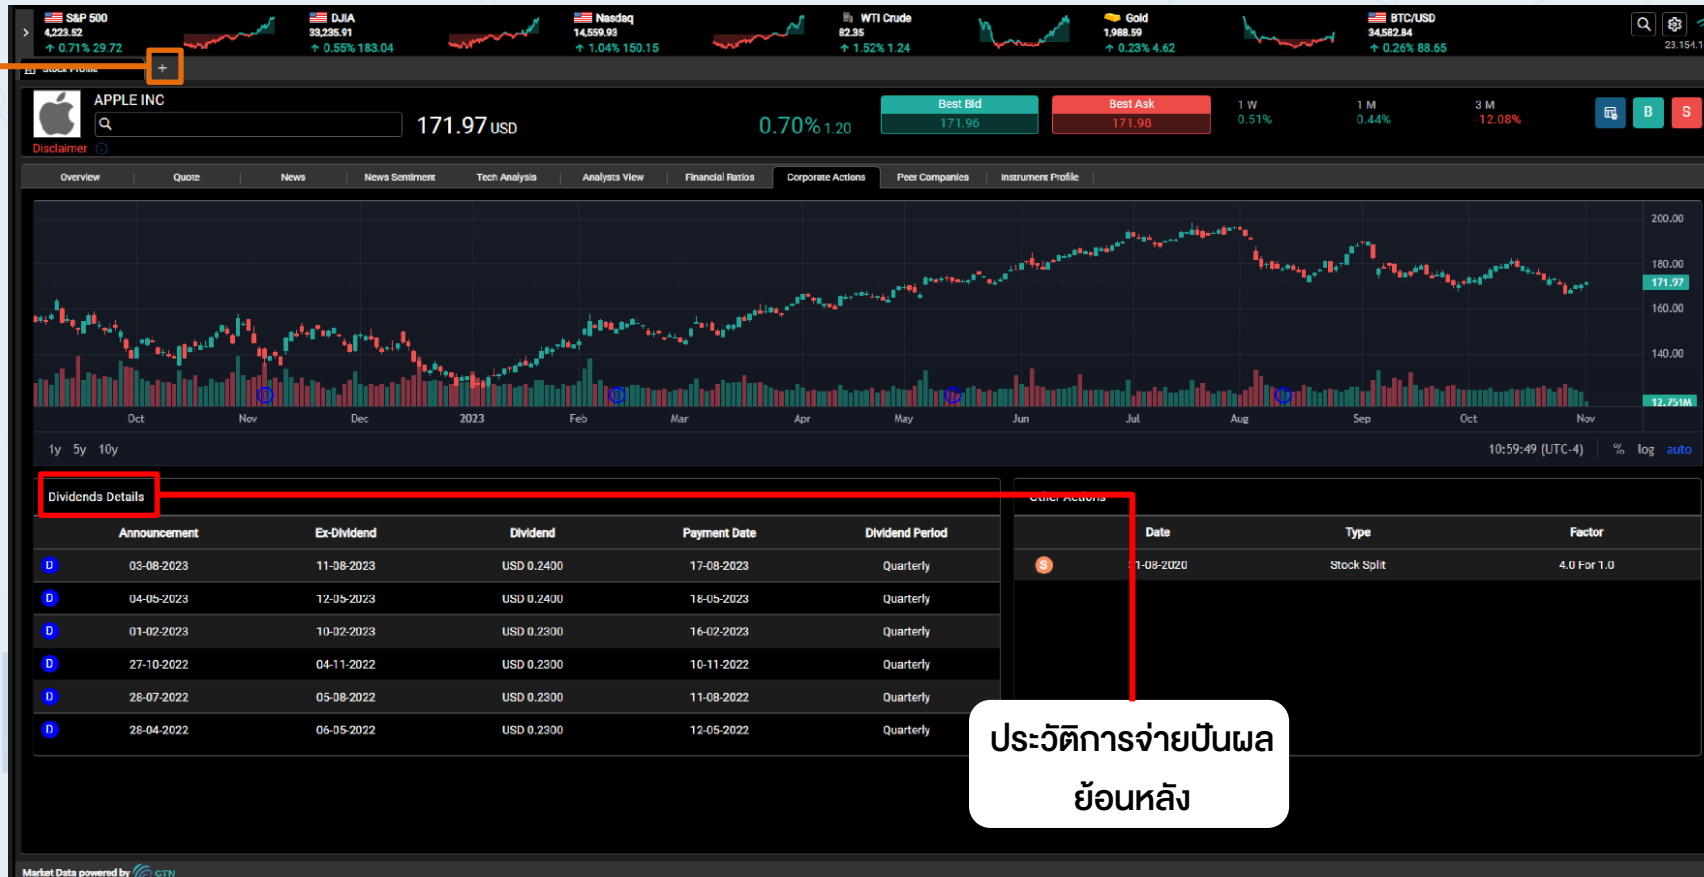 S&P 500
4,223.52
↑ 0.71% 29.72
DJIA
33,235.91
↑ 0.55% 183.04
Nasdaq
14,559.93
↑ 1.04% 150.15
WTI Crude
82.35
↑ 1.52% 1.24
Gold
1,988.59
↑ 0.23% 4.62
BTC/USD
34,582.84
↑ 0.26% 88.65
23.154.1
Stock Profile +
APPLE INC
171.97 USD
0.70% 1.20
Best Bid
171.96
Best Ask
171.98
1 W
0.51%
1 M
0.44%
3 M
-12.08%
B
S
Disclaimer
Overview Quote News News Sentiment Tech Analysis Analysts View Financial Ratios Corporate Actions Peer Companies Instrument Profile
200.00
180.00
171.97
160.00
140.00
12.751M
Oct Nov Dec 2023 Feb Mar Apr May Jun Jul Aug Sep Oct Nov
1y 5y 10y
10:59:49 (UTC-4) % log auto
Dividends Details
Announcement Ex-Dividend Dividend Payment Date Dividend Period
D 03-08-2023 11-08-2023 USD 0.2400 17-08-2023 Quarterly
D 04-05-2023 12-05-2023 USD 0.2400 18-05-2023 Quarterly
D 01-02-2023 10-02-2023 USD 0.2300 16-02-2023 Quarterly
D 27-10-2022 04-11-2022 USD 0.2300 10-11-2022 Quarterly
D 28-07-2022 05-08-2022 USD 0.2300 11-08-2022 Quarterly
D 28-04-2022 06-05-2022 USD 0.2300 12-05-2022 Quarterly
Other Actions
Date Type Factor
S 31-08-2020 Stock Split 4.0 For 1.0
ประวัติการจ่ายปันผล
ย้อนหลัง
Market Data powered by GTN